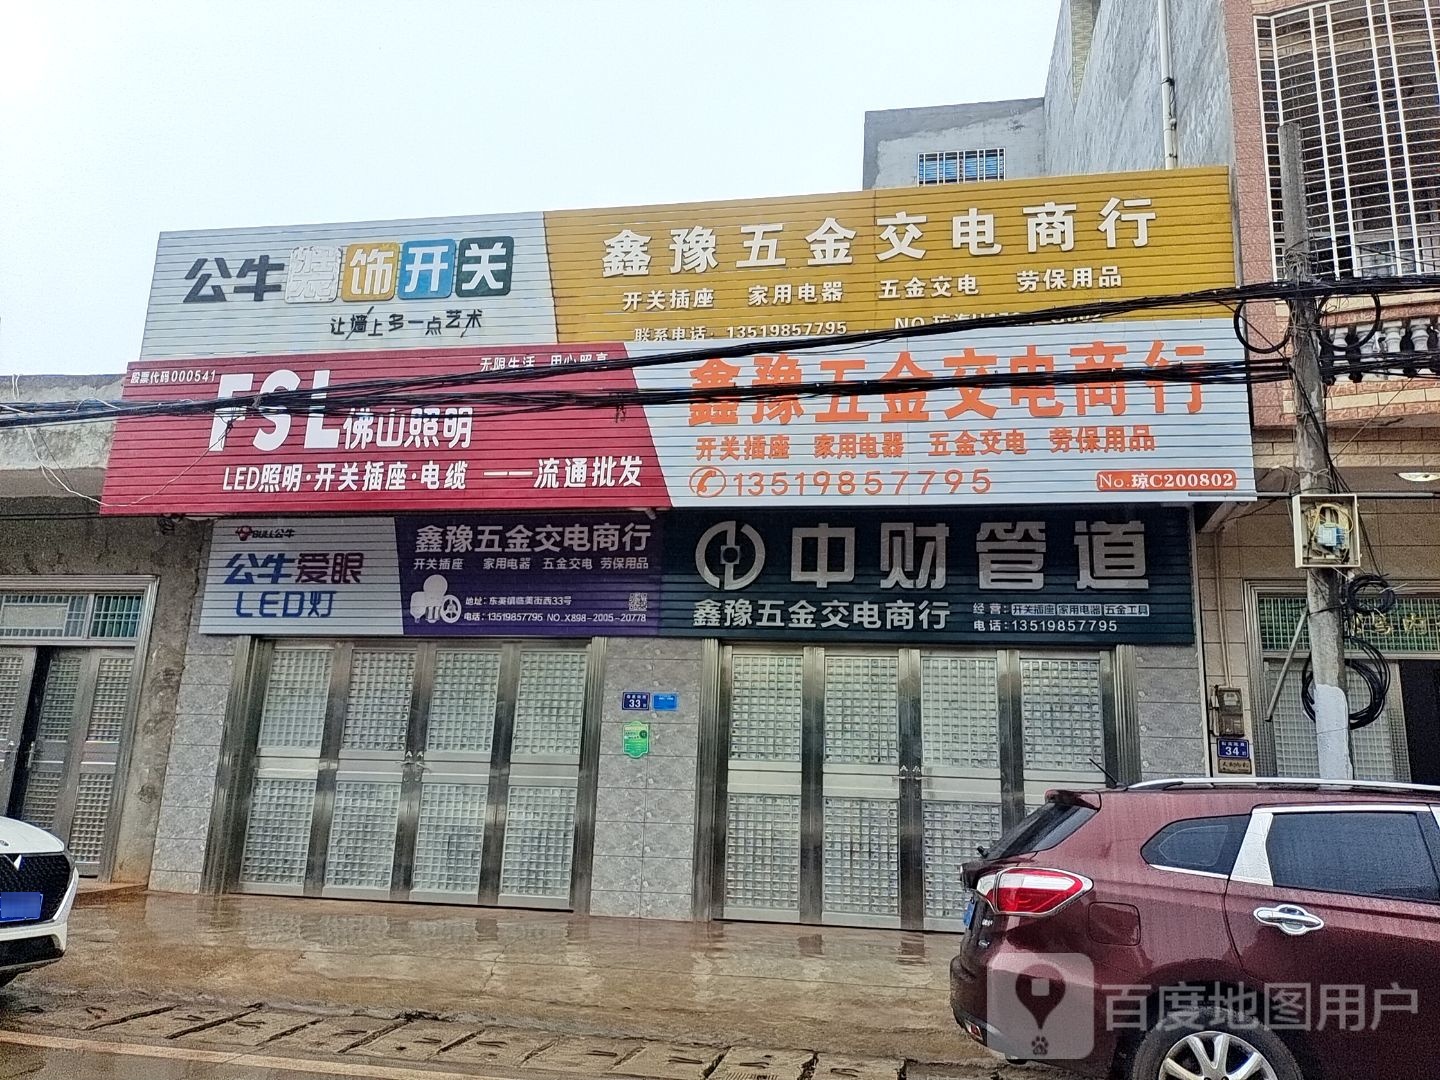 公牛装饰开关
让墙上多一点艺术
鑫豫五金交电商行
开关插座 家用电器 五金交电 劳保用品
联系电话：13519857795
股票代码000541
无限生活 用心照亮
FSL佛山照明
LED照明·开关插座·电缆 ——流通批发
鑫豫五金交电商行
开关插座 家用电器 五金交电 劳保用品
13519857795
No.琼C200802
BULL公牛
公牛爱眼
LED灯
鑫豫五金交电商行
开关插座 家用电器 五金交电 劳保用品
地址：东英镇临美街西33号
电话：13519857795 NO.X898-2005-20778
中财管道
鑫豫五金交电商行
经营：开关插座 家用电器 五金工具
电话：13519857795
33
34
百度地图用户